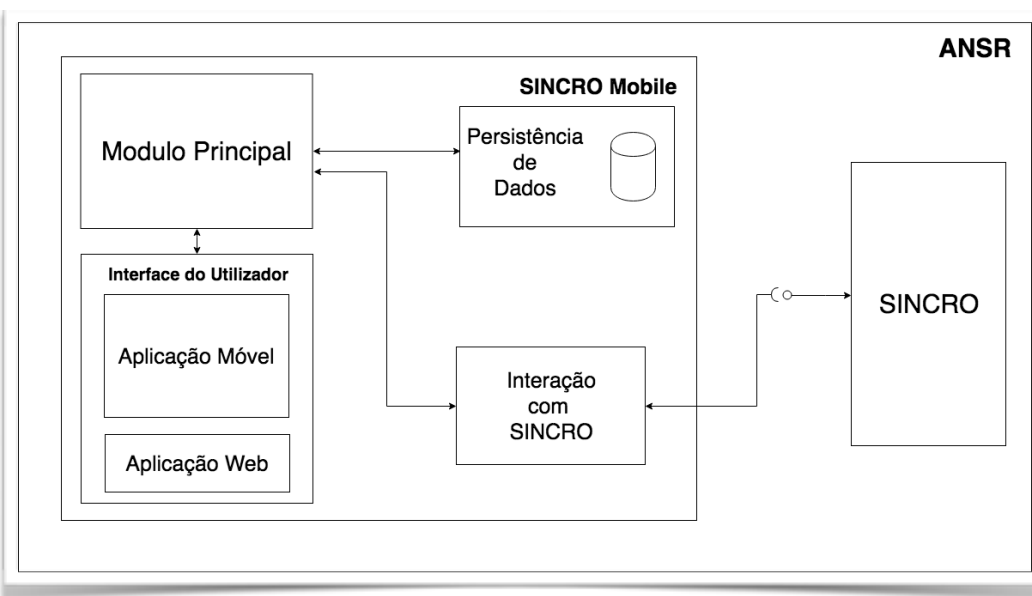 ANSR
SINCRO Mobile
Modulo Principal
Persistência
de
Dados
Interface do Utilizador
Aplicação Móvel
Aplicação Web
Interação
com
SINCRO
SINCRO